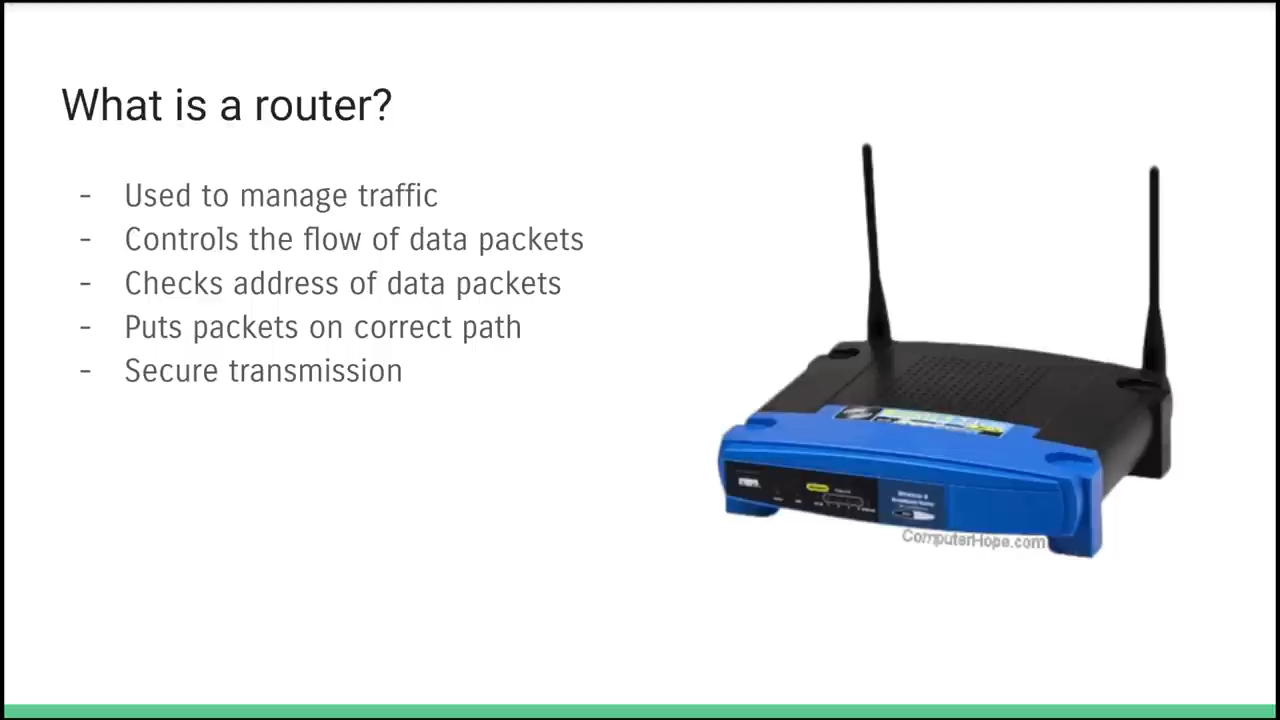 What is a router?
- Used to manage traffic
- Controls the flow of data packets
- Checks address of data packets
- Puts packets on correct path
- Secure transmission
ComputerHope.com